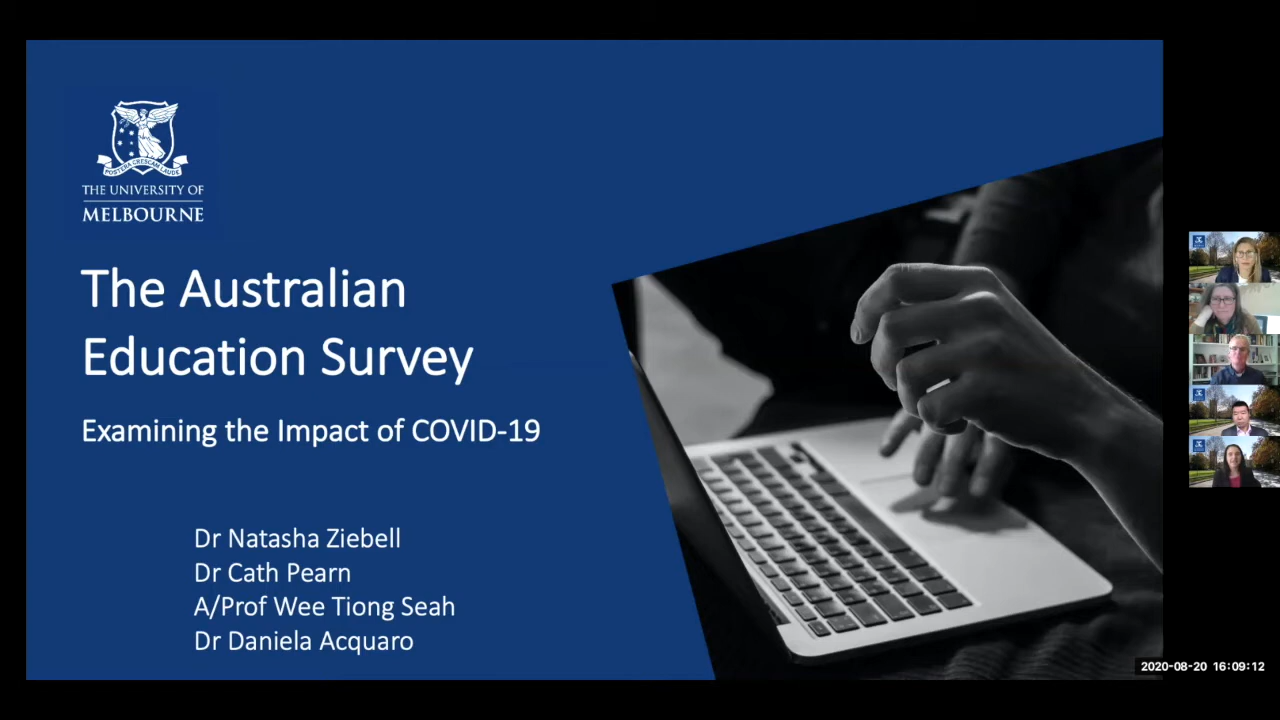 POSTERA CRESCAM LAUDE
THE UNIVERSITY OF
MELBOURNE
The Australian
Education Survey
Examining the Impact of COVID-19
Dr Natasha Ziebell
Dr Cath Pearn
A/Prof Wee Tiong Seah
Dr Daniela Acquaro
2020-08-20 16:09:12